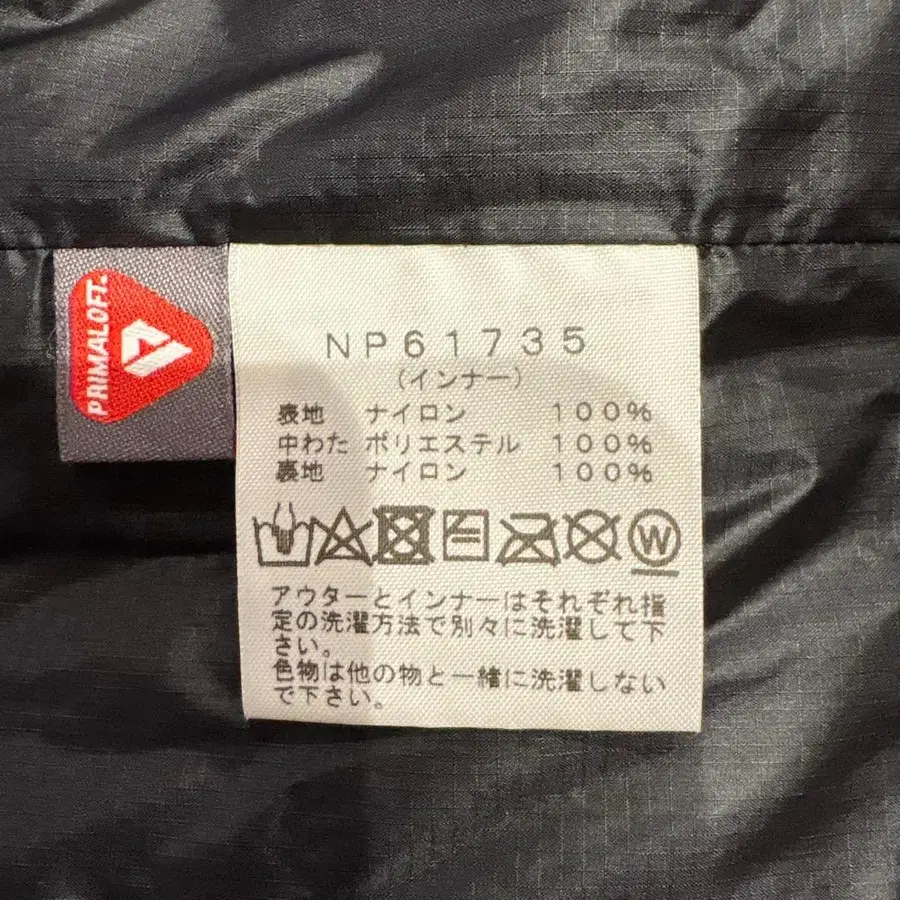 PRIMALOFT.
NP61735
(インナー)
表地 ナイロン 100%
中わた ポリエステル 100%
裏地 ナイロン 100%
W
アウターとインナーはそれぞれ指
定の洗濯方法で別々に洗濯して下
さい。
色物は他の物と一緒に洗濯しない
で下さい。